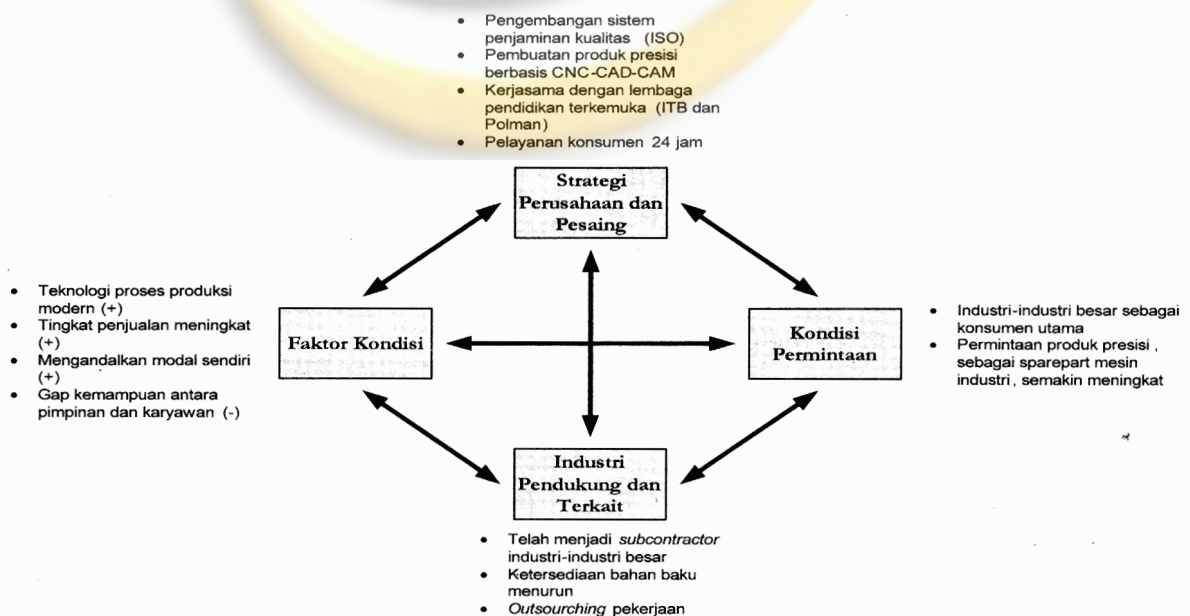 • Pengembangan sistem
penjaminan kualitas (ISO)
• Pembuatan produk presisi
berbasis CNC-CAD-CAM
• Kerjasama dengan lembaga
pendidikan terkemuka (ITB dan
Polman)
• Pelayanan konsumen 24 jam
Strategi
Perusahaan dan
Pesaing
• Teknologi proses produksi
modern (+)
• Tingkat penjualan meningkat
(+)
• Mengandalkan modal sendiri
(+)
• Gap kemampuan antara
pimpinan dan karyawan (-)
Faktor Kondisi
Kondisi
Permintaan
• Industri-industri besar sebagai
konsumen utama
• Permintaan produk presisi ,
sebagai sparepart mesin
industri , semakin meningkat
Industri
Pendukung dan
Terkait
• Telah menjadi subcontractor
industri-industri besar
• Ketersediaan bahan baku
menurun
• Outsourching pekerjaan